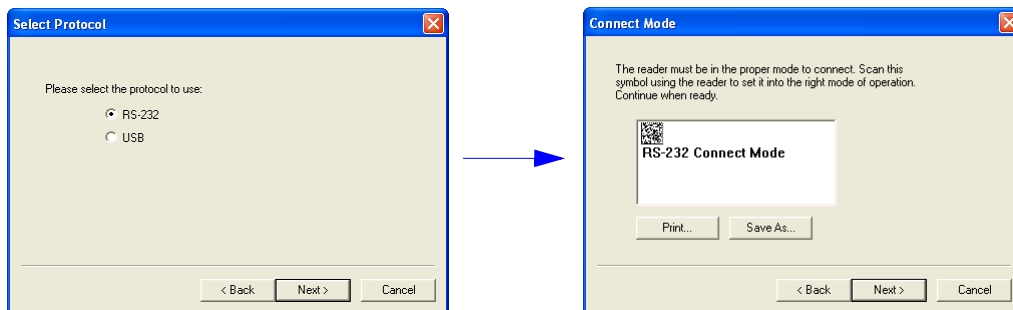 Select Protocol
Please select the protocol to use:
RS-232
USB
< Back Next > Cancel
Connect Mode
The reader must be in the proper mode to connect. Scan this
symbol using the reader to set it into the right mode of operation.
Continue when ready.
RS-232 Connect Mode
Print... Save As...
< Back Next > Cancel